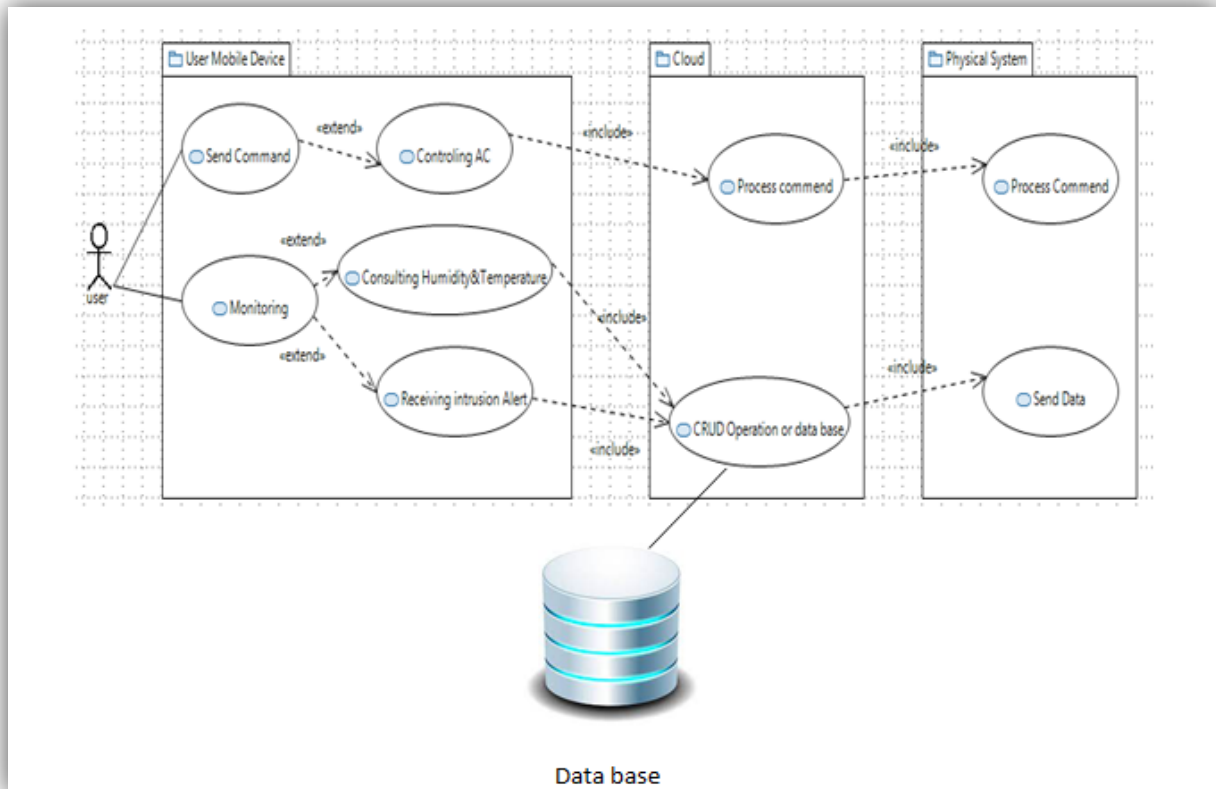 User Mobile Device
Cloud
Physical System
Send Command
«extend»
Controling AC
«include»
Process commend
«include»
Process Commend
user
Monitoring
«extend»
Consulting Humidity&Temperature
«include»
«extend»
Receiving intrusion Alert
«include»
CRUD Operation or data base
«include»
Send Data
Data base